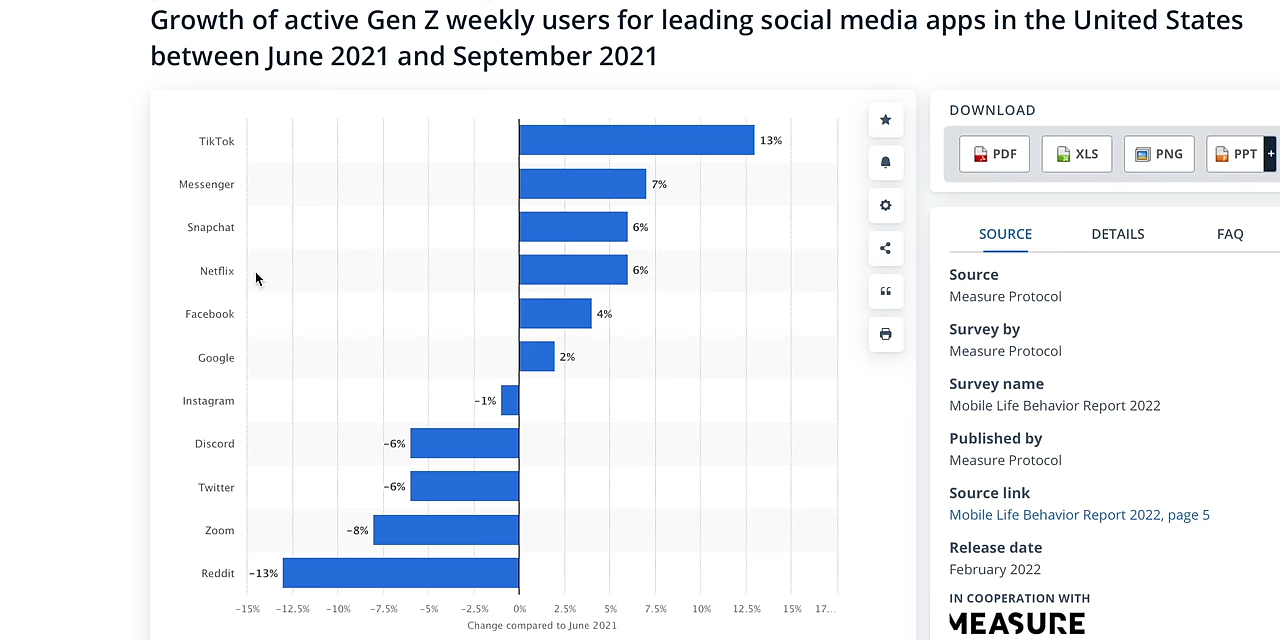 Growth of active Gen Z weekly users for leading social media apps in the United States
between June 2021 and September 2021
TikTok 13%
Messenger 7%
Snapchat 6%
Netflix 6%
Facebook 4%
Google 2%
Instagram -1%
Discord -6%
Twitter -6%
Zoom -8%
Reddit -13%
-15% -12.5% -10% -7.5% -5% -2.5% 0% 2.5% 5% 7.5% 10% 12.5% 15% 17...
Change compared to June 2021
DOWNLOAD
PDF XLS PNG PPT +
SOURCE DETAILS FAQ
Source
Measure Protocol
Survey by
Measure Protocol
Survey name
Mobile Life Behavior Report 2022
Published by
Measure Protocol
Source link
Mobile Life Behavior Report 2022, page 5
Release date
February 2022
IN COOPERATION WITH
MEASURE